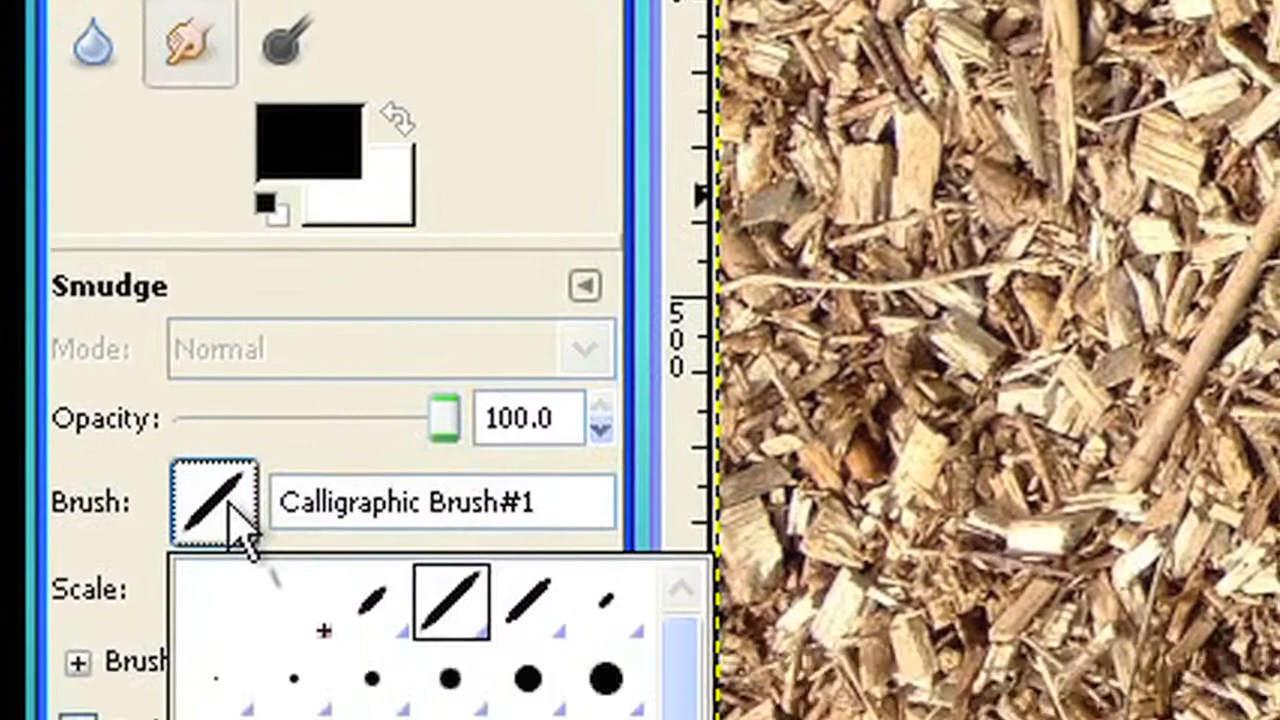 Smudge
Mode: Normal
Opacity: 100.0
Brush: Calligraphic Brush#1
Scale:
Brush
500